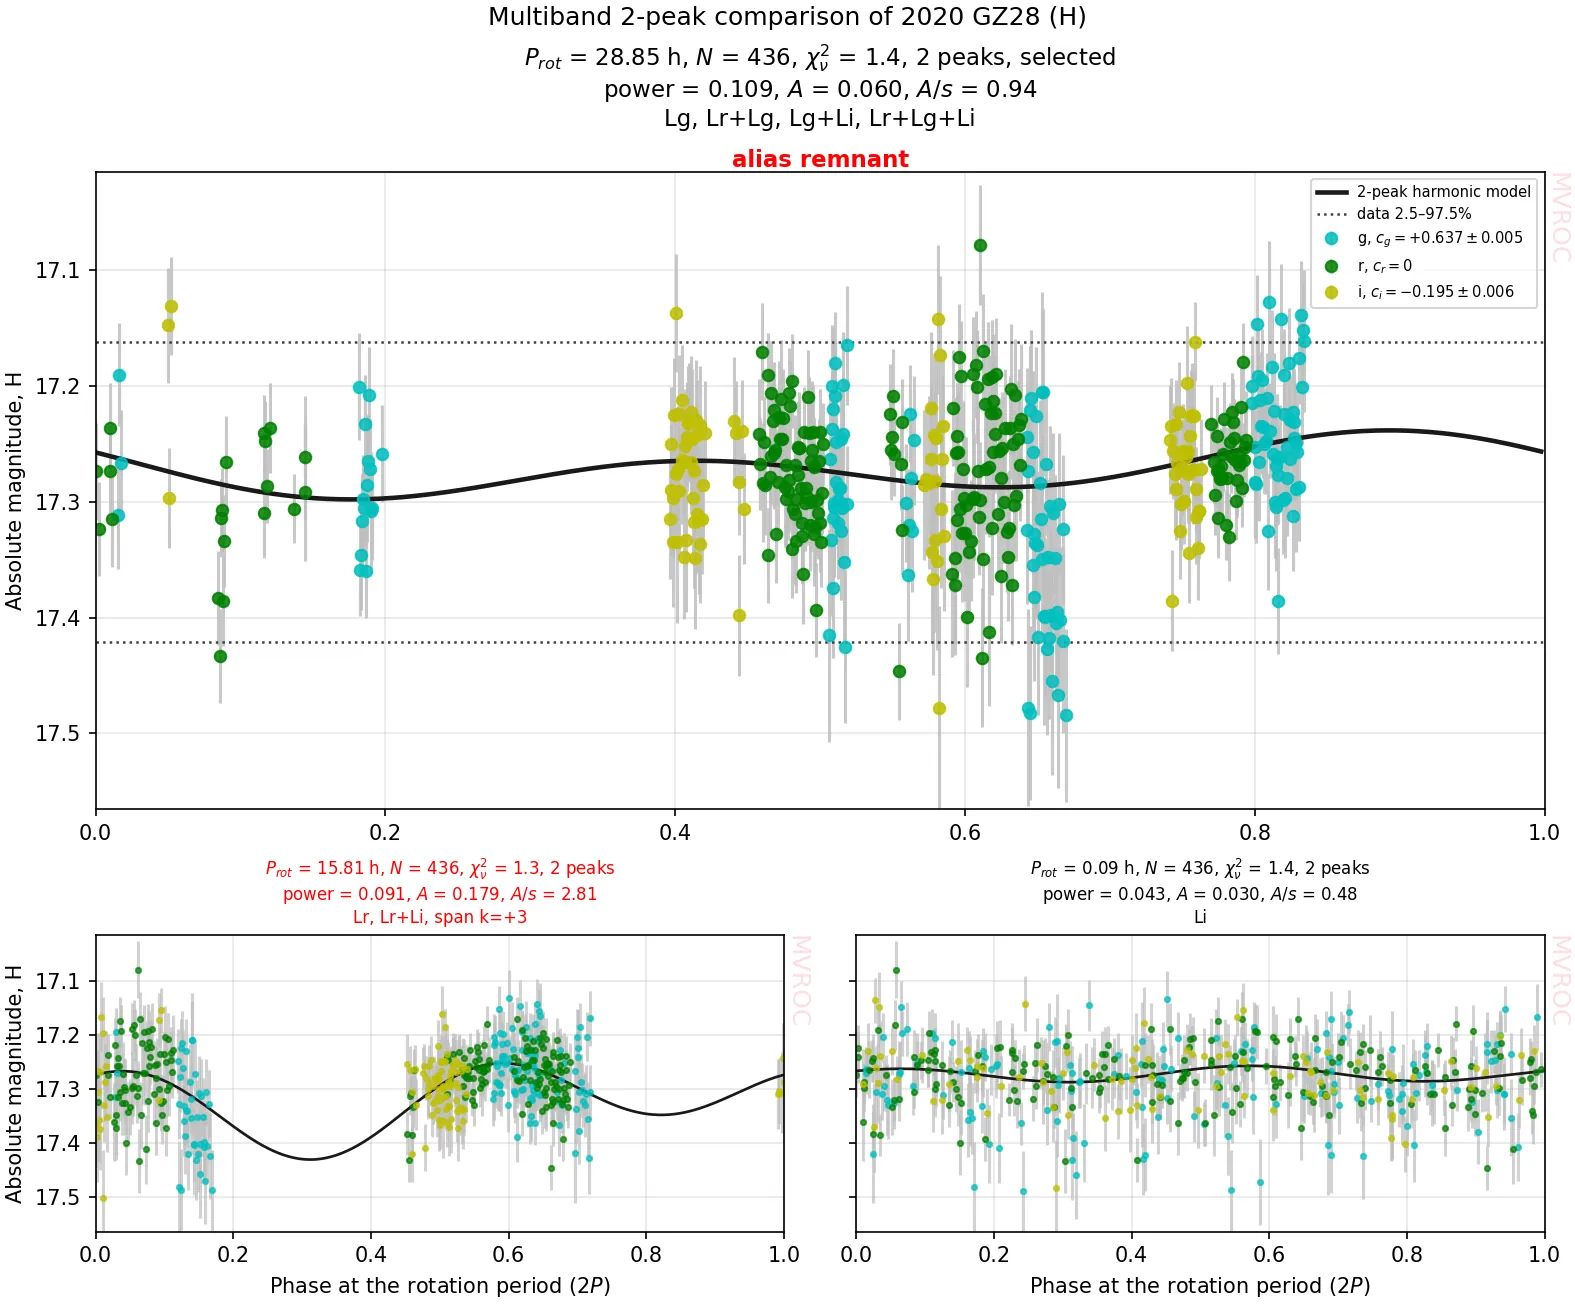 Multiband 2-peak comparison of 2020 GZ28 (H)
P_rot = 28.85 h, N = 436, χ²_ν = 1.4, 2 peaks, selected
power = 0.109, A = 0.060, A/s = 0.94
Lg, Lr+Lg, Lg+Li, Lr+Lg+Li
alias remnant
2-peak harmonic model
data 2.5–97.5%
g, c_g = +0.637 ± 0.005
r, c_r = 0
i, c_i = −0.195 ± 0.006
MVROC
Absolute magnitude, H
17.1
17.2
17.3
17.4
17.5
0.0 0.2 0.4 0.6 0.8 1.0
P_rot = 15.81 h, N = 436, χ²_ν = 1.3, 2 peaks
power = 0.091, A = 0.179, A/s = 2.81
Lr, Lr+Li, span k=+3
MVROC
Absolute magnitude, H
17.1
17.2
17.3
17.4
17.5
0.0 0.2 0.4 0.6 0.8 1.0
Phase at the rotation period (2P)
P_rot = 0.09 h, N = 436, χ²_ν = 1.4, 2 peaks
power = 0.043, A = 0.030, A/s = 0.48
Li
MVROC
0.0 0.2 0.4 0.6 0.8 1.0
Phase at the rotation period (2P)